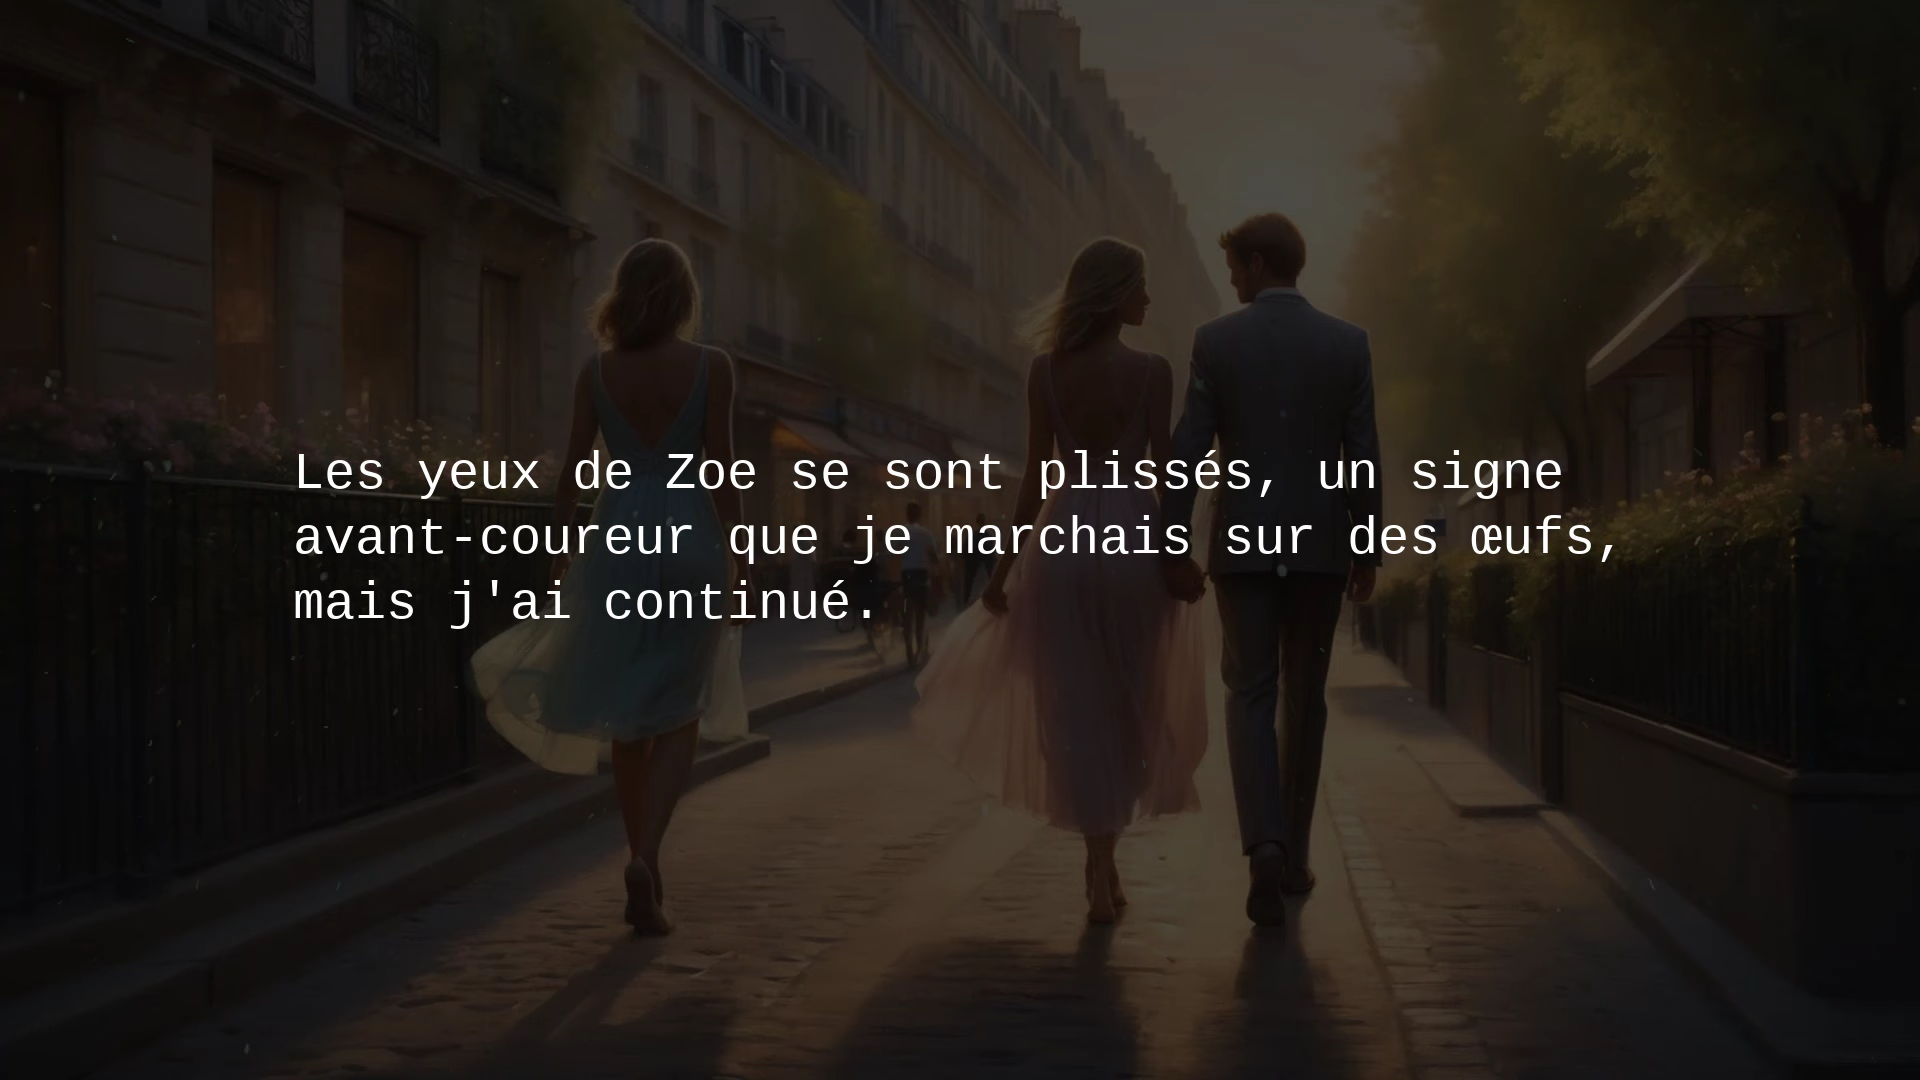 Les yeux de Zoe se sont plissés, un signe
avant-coureur que je marchais sur des œufs,
mais j'ai continué.